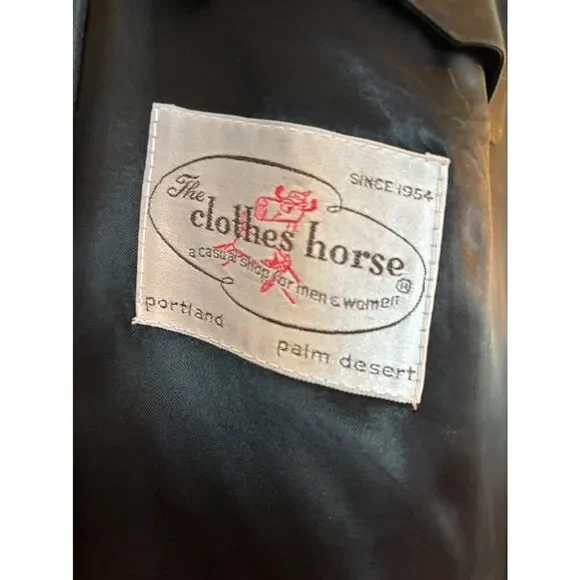 SINCE 1954
The
clothes horse ®
a casual shop for men & women
portland
palm desert